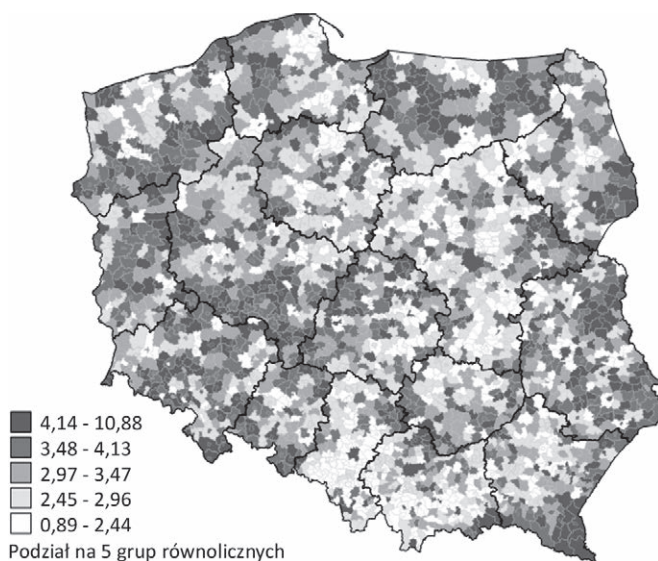 4,14 - 10,88
3,48 - 4,13
2,97 - 3,47
2,45 - 2,96
0,89 - 2,44
Podział na 5 grup równolicznych